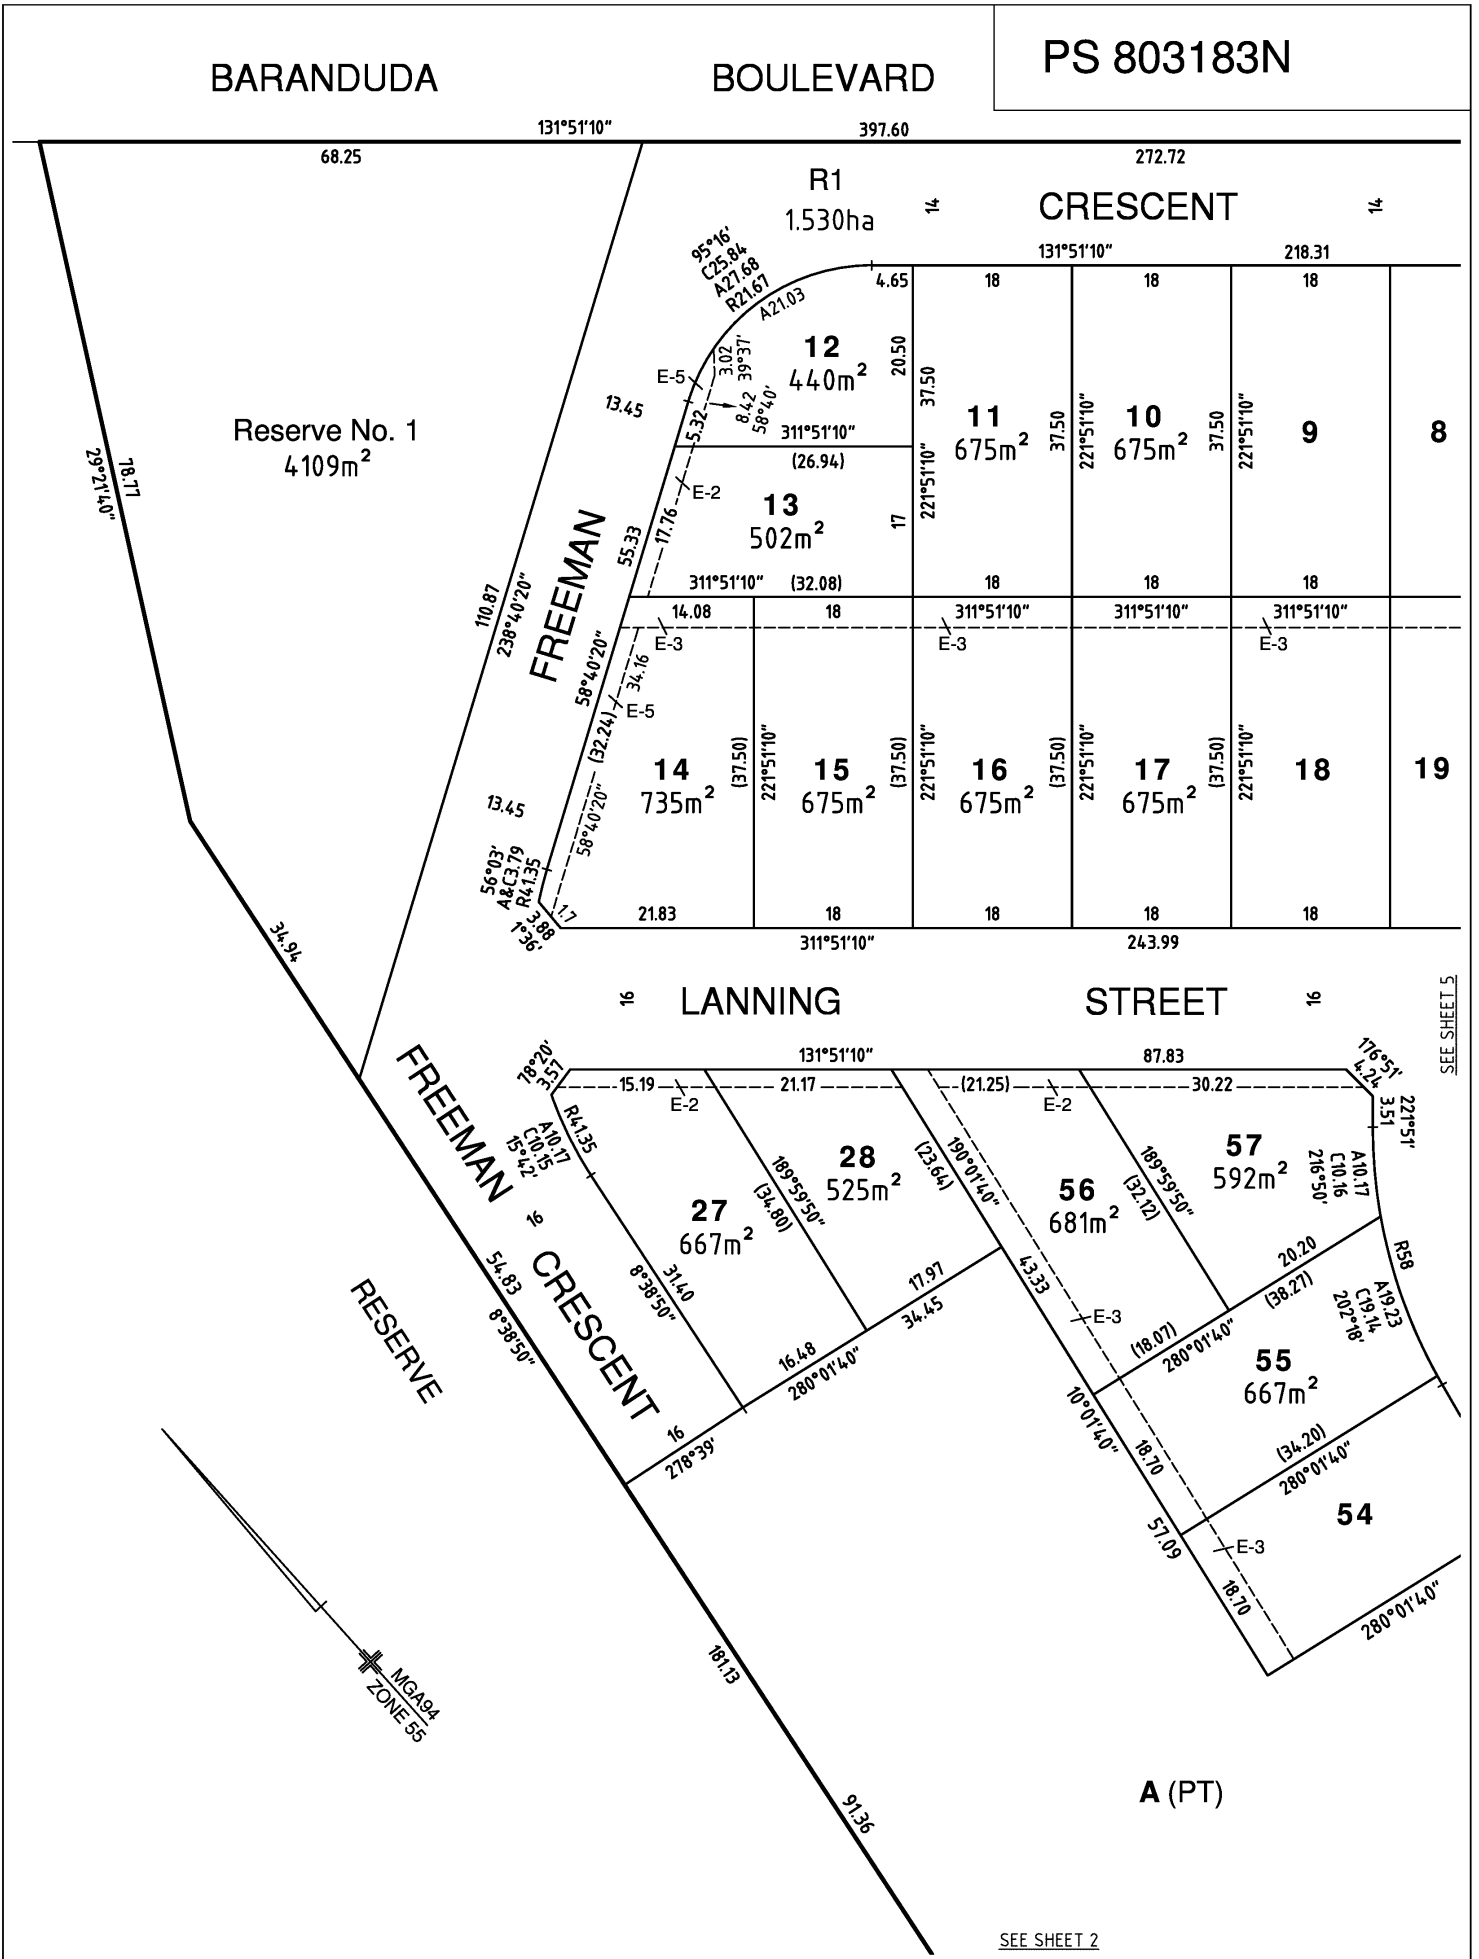 PS 803183N
BARANDUDA BOULEVARD
131°51'10" 397.60
68.25 272.72
R1
1.530ha
14 CRESCENT 14
131°51'10" 218.31
95°16'
C25.84
A27.68
R21.67
A21.03
4.65 18 18 18
12
440m²
3.02
39°37'
8.42
58°40'
20.50
37.50
E-5
13.45
5.32
311°51'10"
(26.94)
Reserve No. 1
4109m²
78.77
29°21'40"
11
675m²
37.50
221°51'10"
10
675m²
37.50
221°51'10"
9
8
221°51'10"
E-2
13
502m²
17
17.76
55.33
FREEMAN
110.87
238°40'20"
311°51'10" (32.08) 18 18 18
14.08 18 311°51'10" 311°51'10" 311°51'10"
E-3 E-3 E-3
58°40'20"
34.16
E-5
(32.24)
14
735m²
(37.50)
221°51'10"
15
675m²
(37.50)
221°51'10"
16
675m²
(37.50)
221°51'10"
17
675m²
(37.50)
221°51'10"
18
19
13.45
58°40'20"
56°03'
A&C3.79
R41.35
1.7
3.88
1°36'
21.83 18 18 18 18
311°51'10" 243.99
34.94
16 LANNING STREET 16
SEE SHEET 5
131°51'10" 87.83
78°20'
3.57
176°51'
4.24
15.19 21.17 (21.25) 30.22
E-2 E-2
221°51'
3.51
R41.35
A10.17
C10.15
15°42'
FREEMAN
16
CRESCENT
27
667m²
189°59'50"
(34.80)
28
525m²
(23.64)
190°01'40"
56
681m²
189°59'50"
(32.12)
57
592m²
A10.17
C10.16
216°50'
31.40
8°38'50"
17.97
34.45
43.33
20.20
(38.27)
R58
A19.23
C19.14
202°18'
54.83
8°38'50"
RESERVE
16.48
280°01'40"
E-3
(18.07)
280°01'40"
55
667m²
16
278°39'
10°01'40"
18.70
(34.20)
280°01'40"
54
57.09
E-3
18.70
280°01'40"
MGA94
ZONE 55
181.13
91.36
A (PT)
SEE SHEET 2